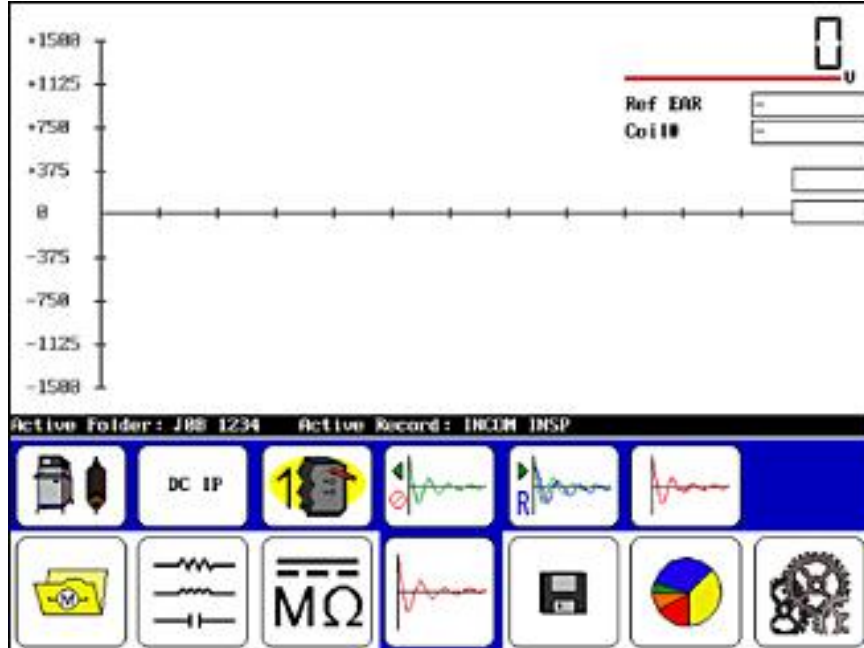 +1500
0
V
+1125
Ref EAR -
+750
Coil# -
+375
0
-375
-750
-1125
-1500
Active Folder: JOB 1234 Active Record: INCOM INSP
DC IP
1
R
M
MΩ